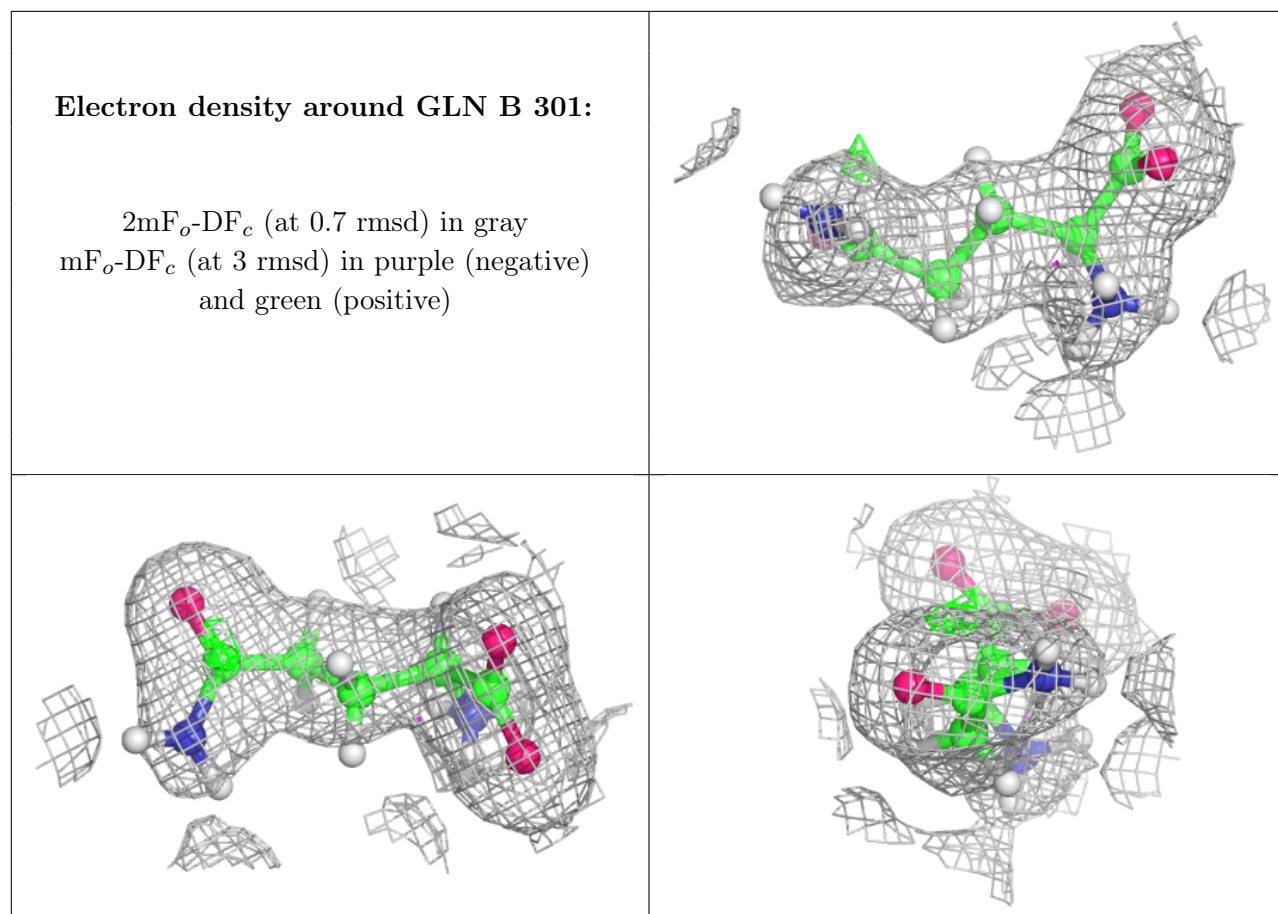 Electron density around GLN B 301:
2mFo-DFc (at 0.7 rmsd) in gray
mFo-DFc (at 3 rmsd) in purple (negative)
and green (positive)